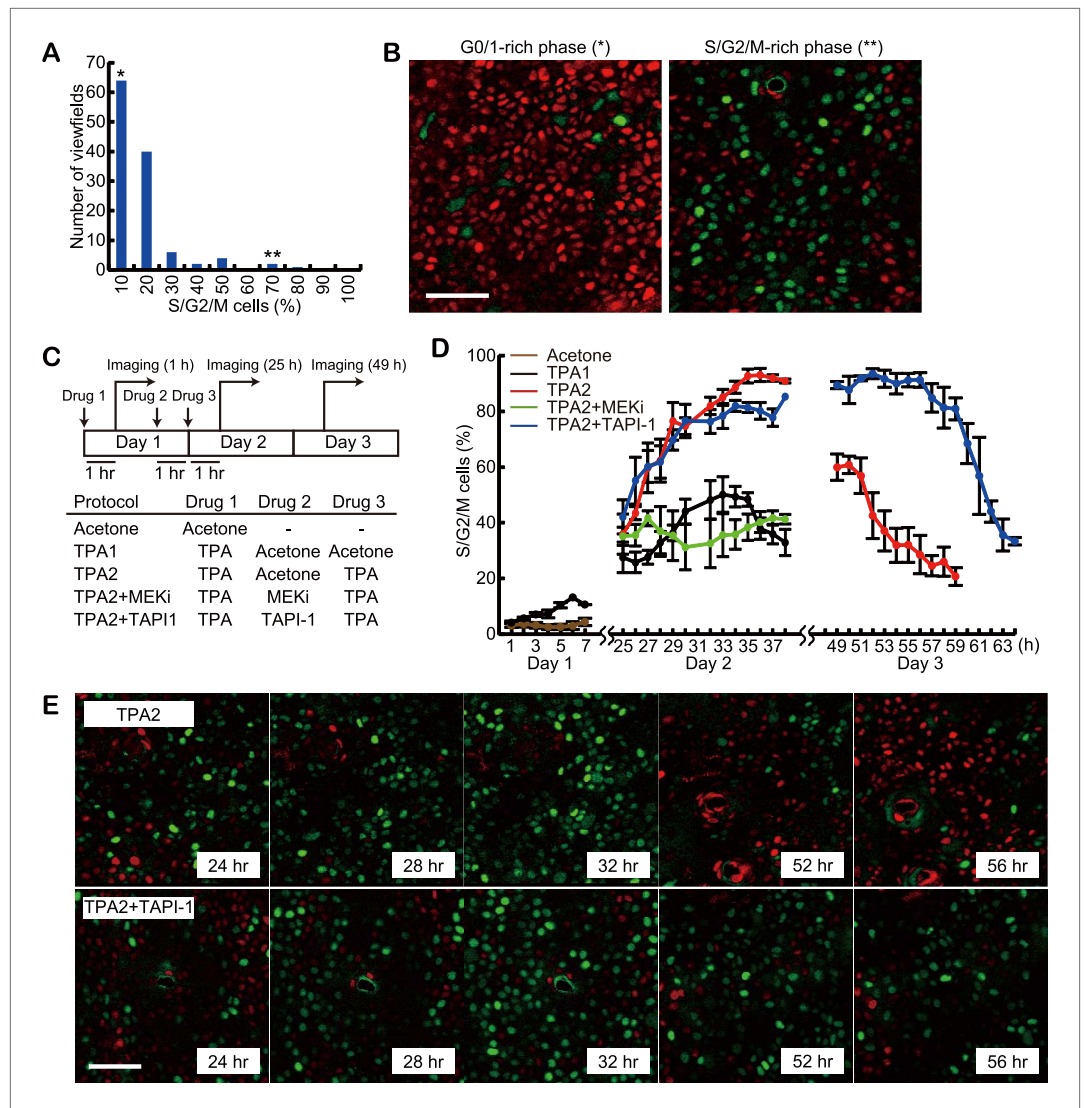 A
70
60
50
40
30
20
10
0
Number of viewfields
*
**
10 20 30 40 50 60 70 80 90 100
S/G2/M cells (%)
B
G0/1-rich phase (*)
S/G2/M-rich phase (**)
C
Imaging (1 h) Imaging (25 h) Imaging (49 h)
Drug 1 Drug 2 Drug 3
Day 1 Day 2 Day 3
1 hr 1 hr 1 hr
Protocol Drug 1 Drug 2 Drug 3
Acetone Acetone - -
TPA1 TPA Acetone Acetone
TPA2 TPA Acetone TPA
TPA2+MEKi TPA MEKi TPA
TPA2+TAPI1 TPA TAPI-1 TPA
D
100
80
60
40
20
0
S/G2/M cells (%)
Acetone
TPA1
TPA2
TPA2+MEKi
TPA2+TAPI-1
1 3 5 7 25 27 29 31 33 35 37 49 51 53 55 57 59 61 63 (h)
Day 1 Day 2 Day 3
E
TPA2
24 hr 28 hr 32 hr 52 hr 56 hr
TPA2+TAPI-1
24 hr 28 hr 32 hr 52 hr 56 hr